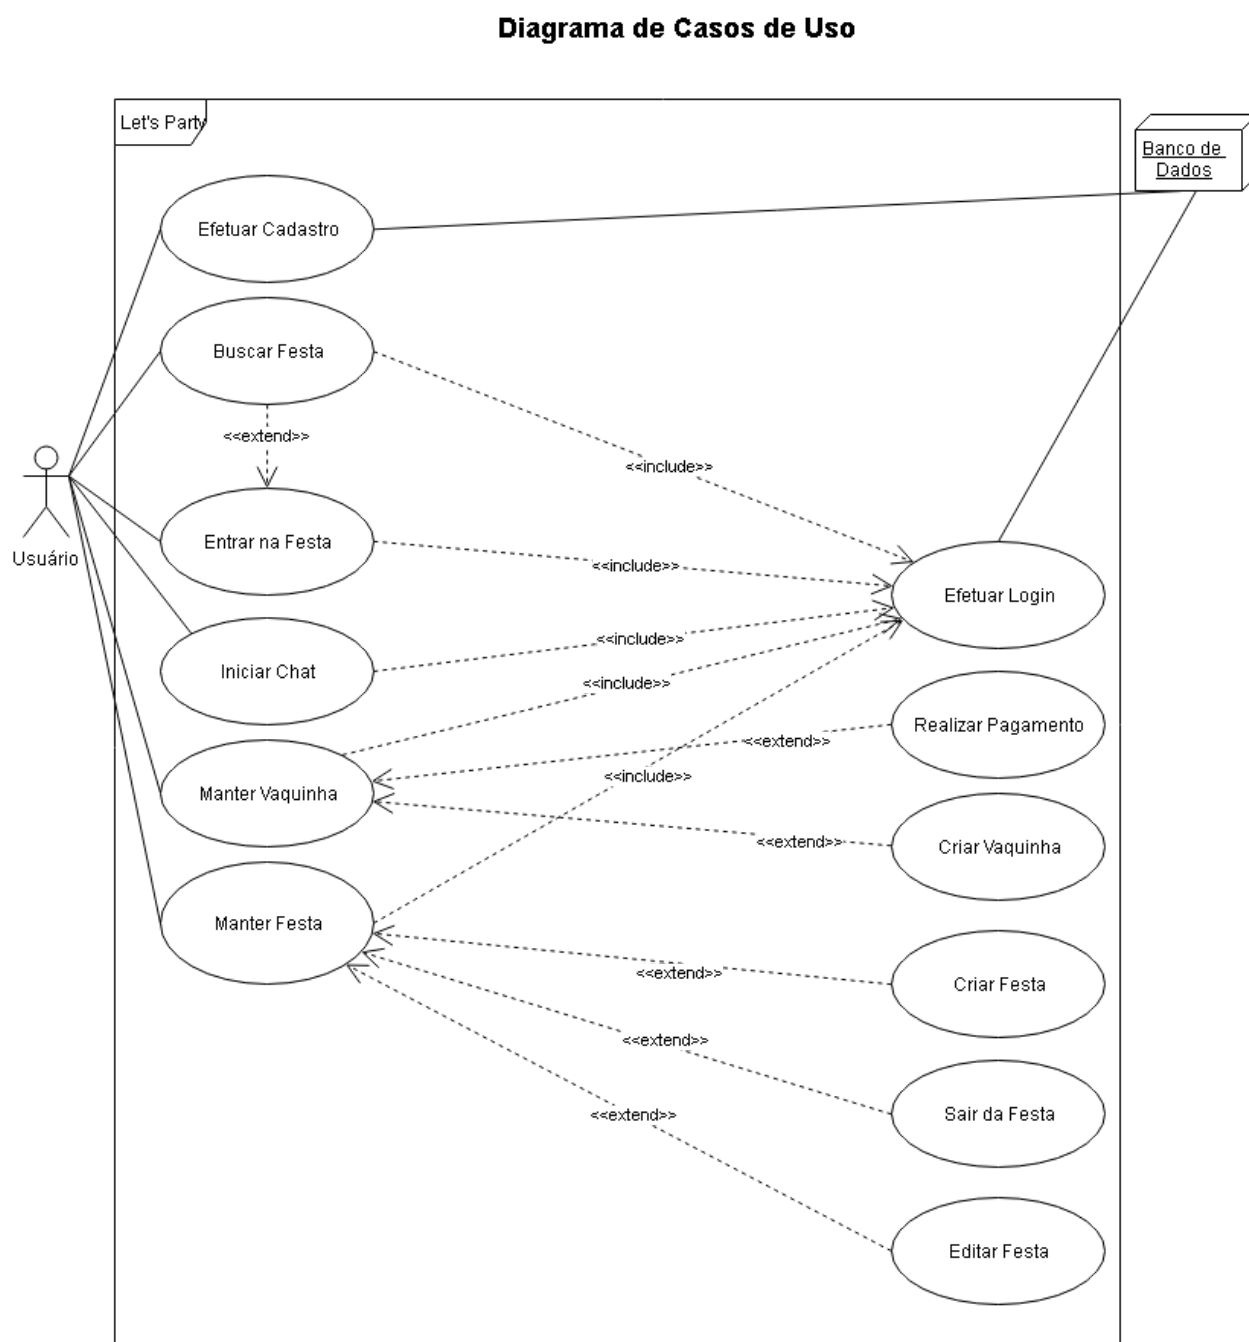 Diagrama de Casos de Uso
Let's Party
Banco de
Dados
Efetuar Cadastro
Buscar Festa
<<extend>>
<<include>>
Usuário
Entrar na Festa
<<include>>
Efetuar Login
<<include>>
Iniciar Chat
<<include>>
Realizar Pagamento
<<extend>>
<<include>>
Manter Vaquinha
<<extend>>
Criar Vaquinha
Manter Festa
<<extend>>
Criar Festa
<<extend>>
Sair da Festa
<<extend>>
Editar Festa